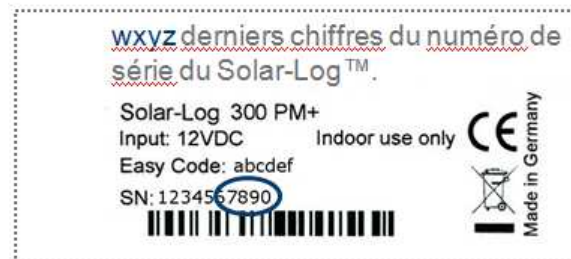 wxyz derniers chiffres du numéro de
série du Solar-Log™.
Solar-Log 300 PM+
Input: 12VDC Indoor use only CE
Easy Code: abcdef
SN: 1234567890
Made in Germany